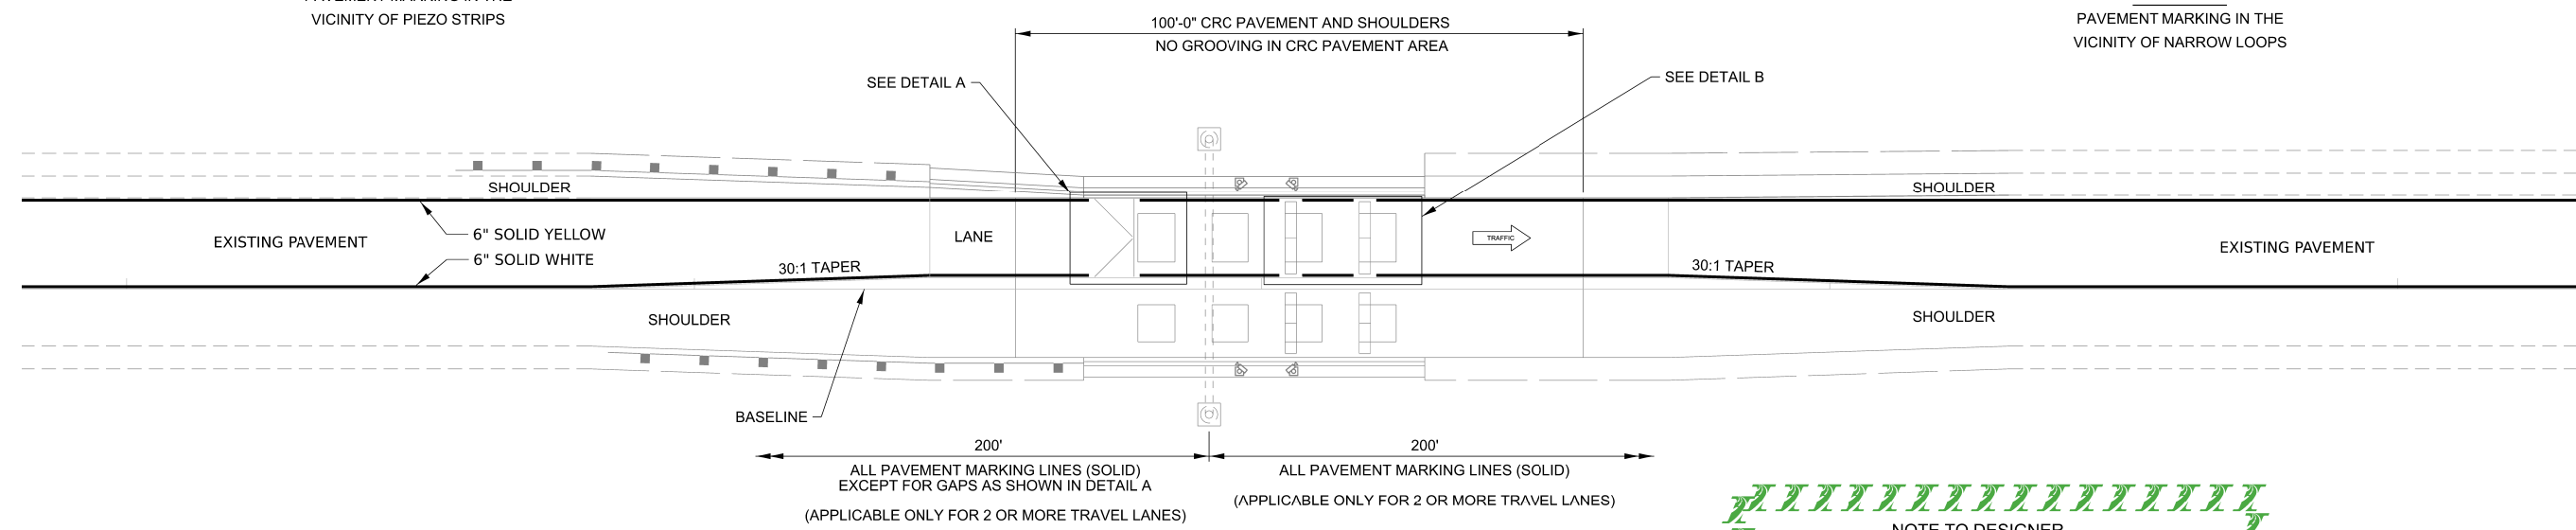 PAVEMENT MARKING IN THE
VICINITY OF PIEZO STRIPS
100'-0" CRC PAVEMENT AND SHOULDERS
NO GROOVING IN CRC PAVEMENT AREA
PAVEMENT MARKING IN THE
VICINITY OF NARROW LOOPS
SEE DETAIL A
SEE DETAIL B
SHOULDER
SHOULDER
EXISTING PAVEMENT
6" SOLID YELLOW
6" SOLID WHITE
LANE
TRAFFIC
EXISTING PAVEMENT
30:1 TAPER
30:1 TAPER
SHOULDER
SHOULDER
BASELINE
200'
200'
ALL PAVEMENT MARKING LINES (SOLID)
EXCEPT FOR GAPS AS SHOWN IN DETAIL A
(APPLICABLE ONLY FOR 2 OR MORE TRAVEL LANES)
ALL PAVEMENT MARKING LINES (SOLID)
(APPLICABLE ONLY FOR 2 OR MORE TRAVEL LANES)
NOTE TO DESIGNER